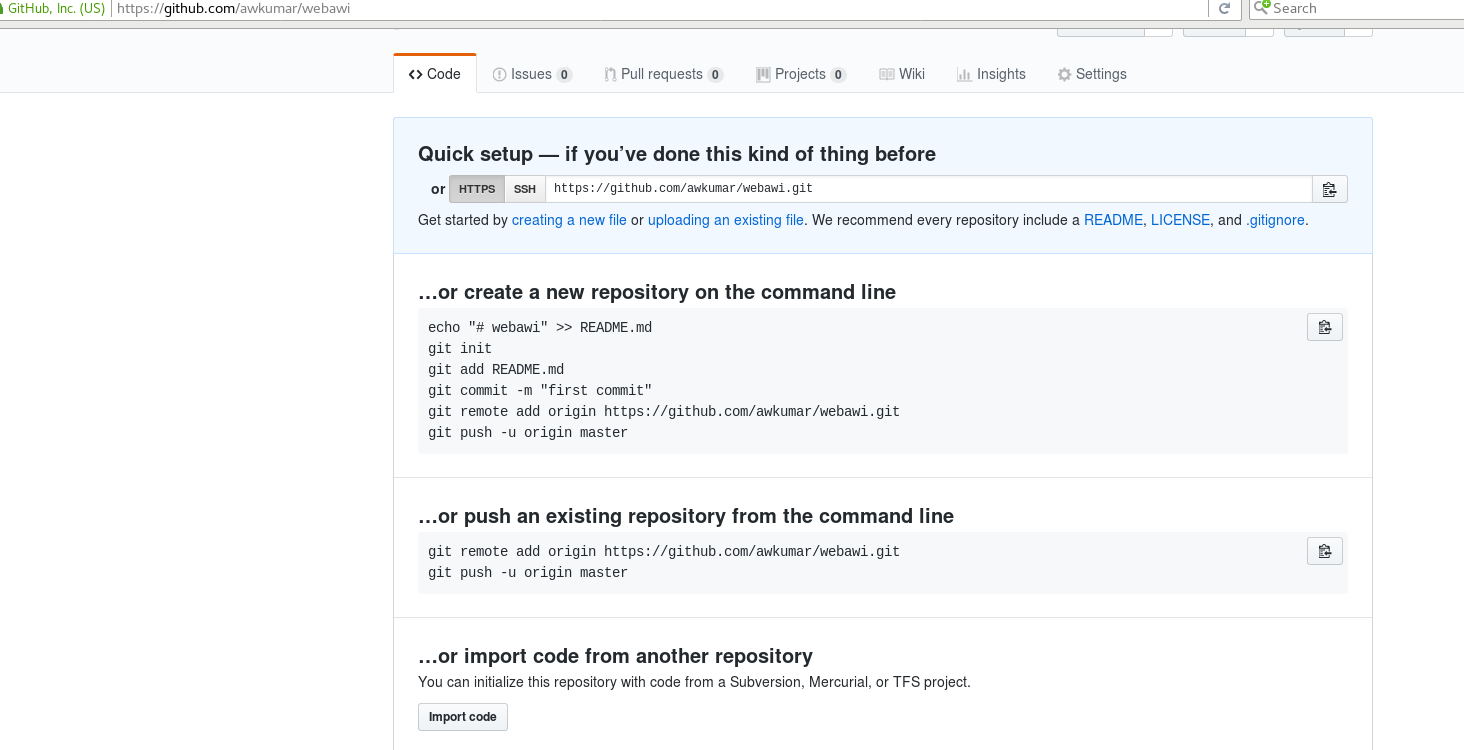 GitHub, Inc. (US) https://github.com/awkumar/webawi Search
Code Issues 0 Pull requests 0 Projects 0 Wiki Insights Settings
Quick setup — if you’ve done this kind of thing before
or HTTPS SSH https://github.com/awkumar/webawi.git
Get started by creating a new file or uploading an existing file. We recommend every repository include a README, LICENSE, and .gitignore.
…or create a new repository on the command line
echo "# webawi" >> README.md
git init
git add README.md
git commit -m "first commit"
git remote add origin https://github.com/awkumar/webawi.git
git push -u origin master
…or push an existing repository from the command line
git remote add origin https://github.com/awkumar/webawi.git
git push -u origin master
…or import code from another repository
You can initialize this repository with code from a Subversion, Mercurial, or TFS project.
Import code